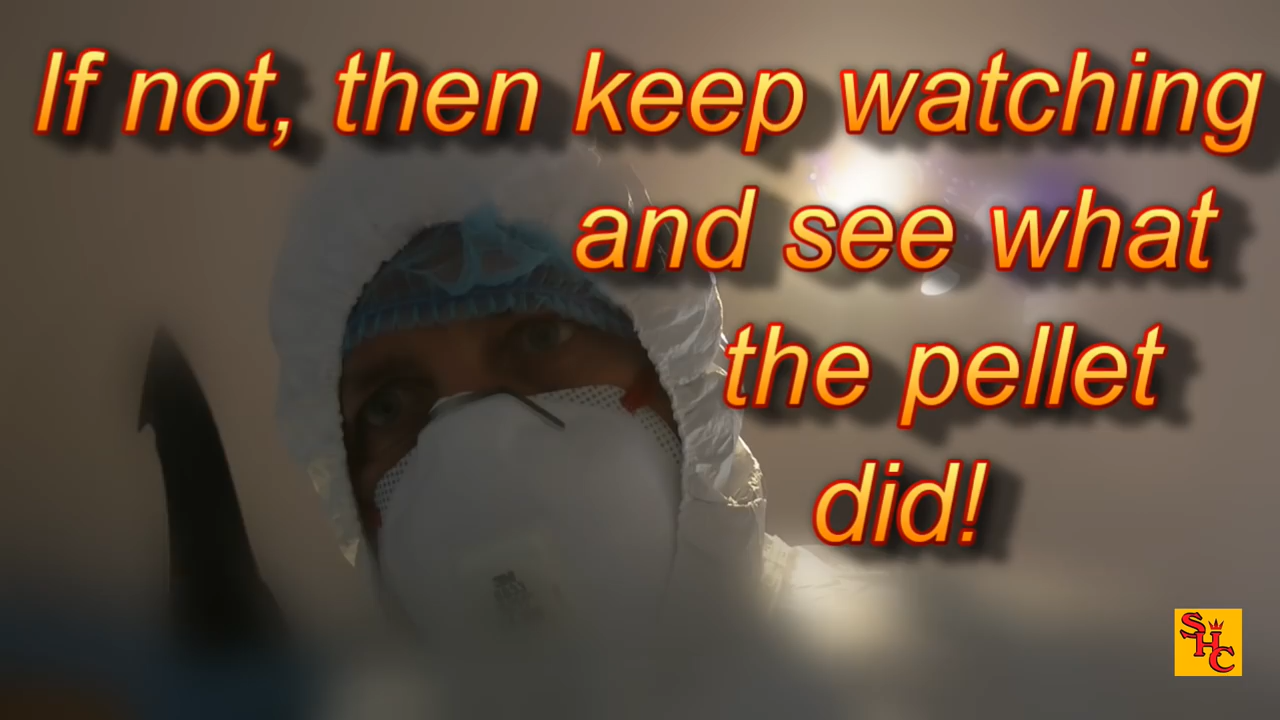 If not, then keep watching
and see what
the pellet
did!
SHC